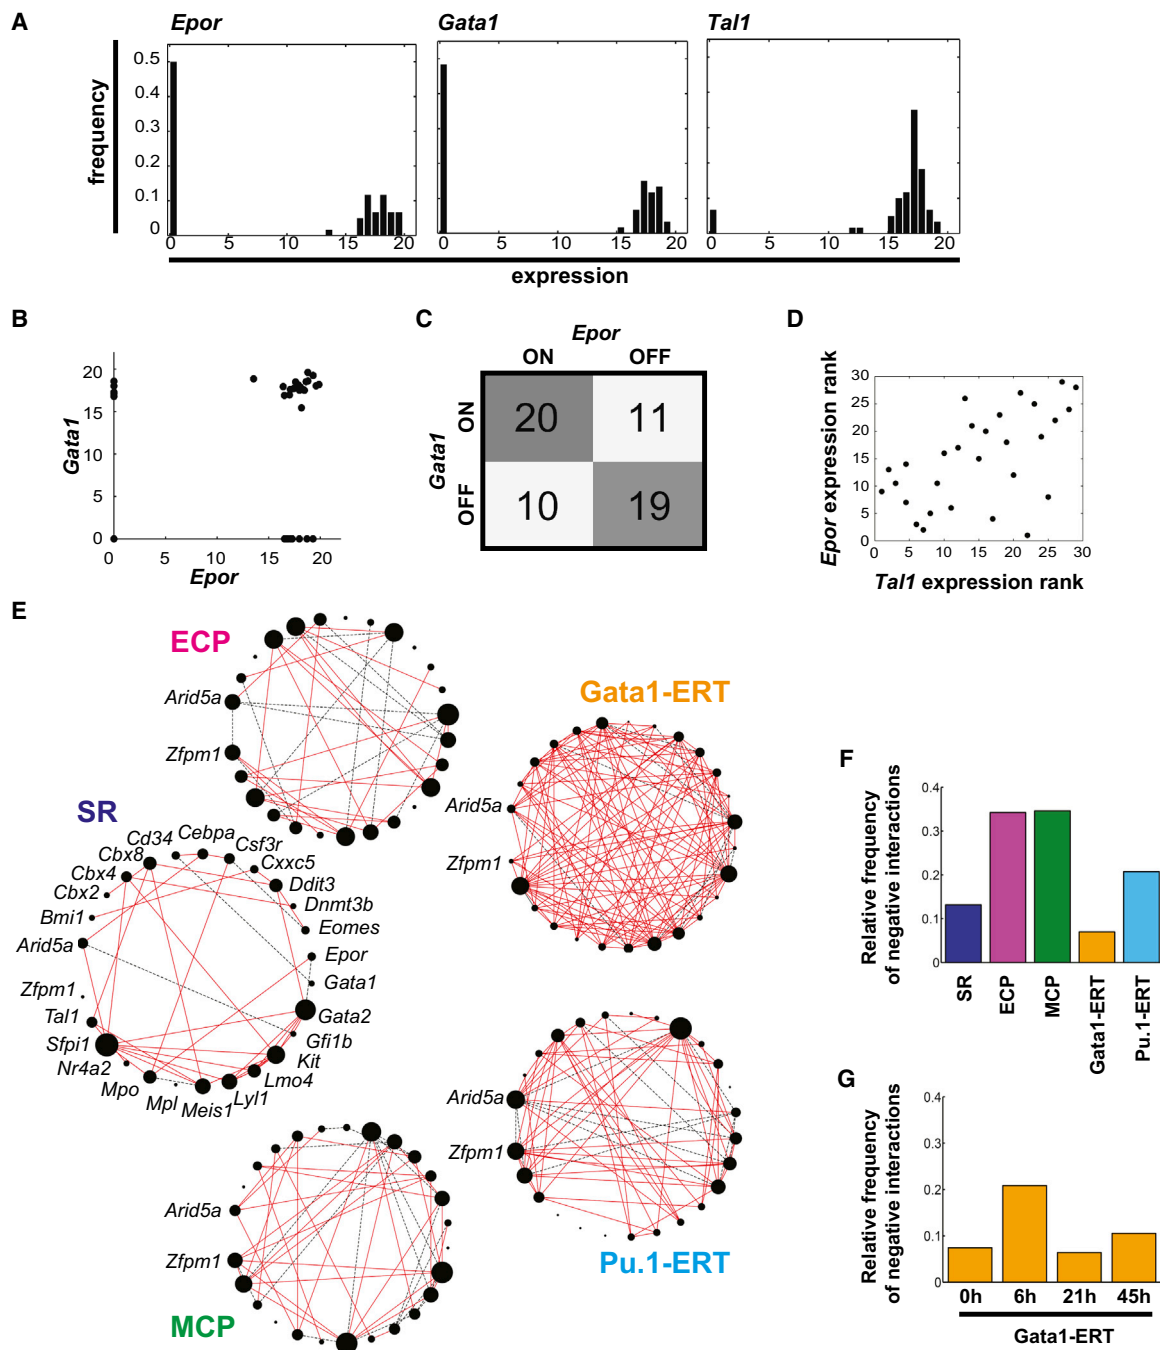 A
Epor
Gata1
Tal1
frequency
0.5
0.4
0.3
0.2
0.1
0
0 5 10 15 20
0 5 10 15 20
0 5 10 15 20
expression
B
Gata1
20
15
10
5
0
0 5 10 15 20
Epor
C
Epor
ON OFF
Gata1
ON
OFF
20 11
10 19
D
Epor expression rank
30
25
20
15
10
5
0
0 5 10 15 20 25 30
Tal1 expression rank
E
ECP
Arid5a
Zfpm1
Gata1-ERT
Arid5a
Zfpm1
SR
Cebpa
Cd34
Csf3r
Cbx8
Cxxc5
Cbx4
Ddit3
Cbx2
Dnmt3b
Bmi1
Eomes
Arid5a
Epor
Zfpm1
Gata1
Tal1
Gata2
Sfpi1
Gfi1b
Nr4a2
Kit
Mpo
Lmo4
Mpl
Lyl1
Meis1
MCP
Arid5a
Zfpm1
Pu.1-ERT
Arid5a
Zfpm1
F
Relative frequency
of negative interactions
0.4
0.3
0.2
0.1
0
SR
ECP
MCP
Gata1-ERT
Pu.1-ERT
G
Relative frequency
of negative interactions
0.4
0.3
0.2
0.1
0
0h 6h 21h 45h
Gata1-ERT